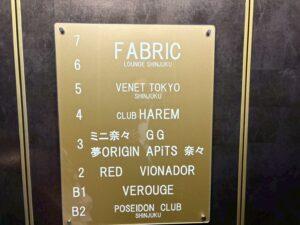 7
FABRIC
LOUNGE SHINJUKU
6
5 VENET TOKYO
SHINJUKU
4 CLUB HAREM
ミニ奈々 GG
3
夢ORIGIN APITS 奈々
2 RED VIONADOR
B1 VEROUGE
B2 POSEIDON CLUB
SHINJUKU